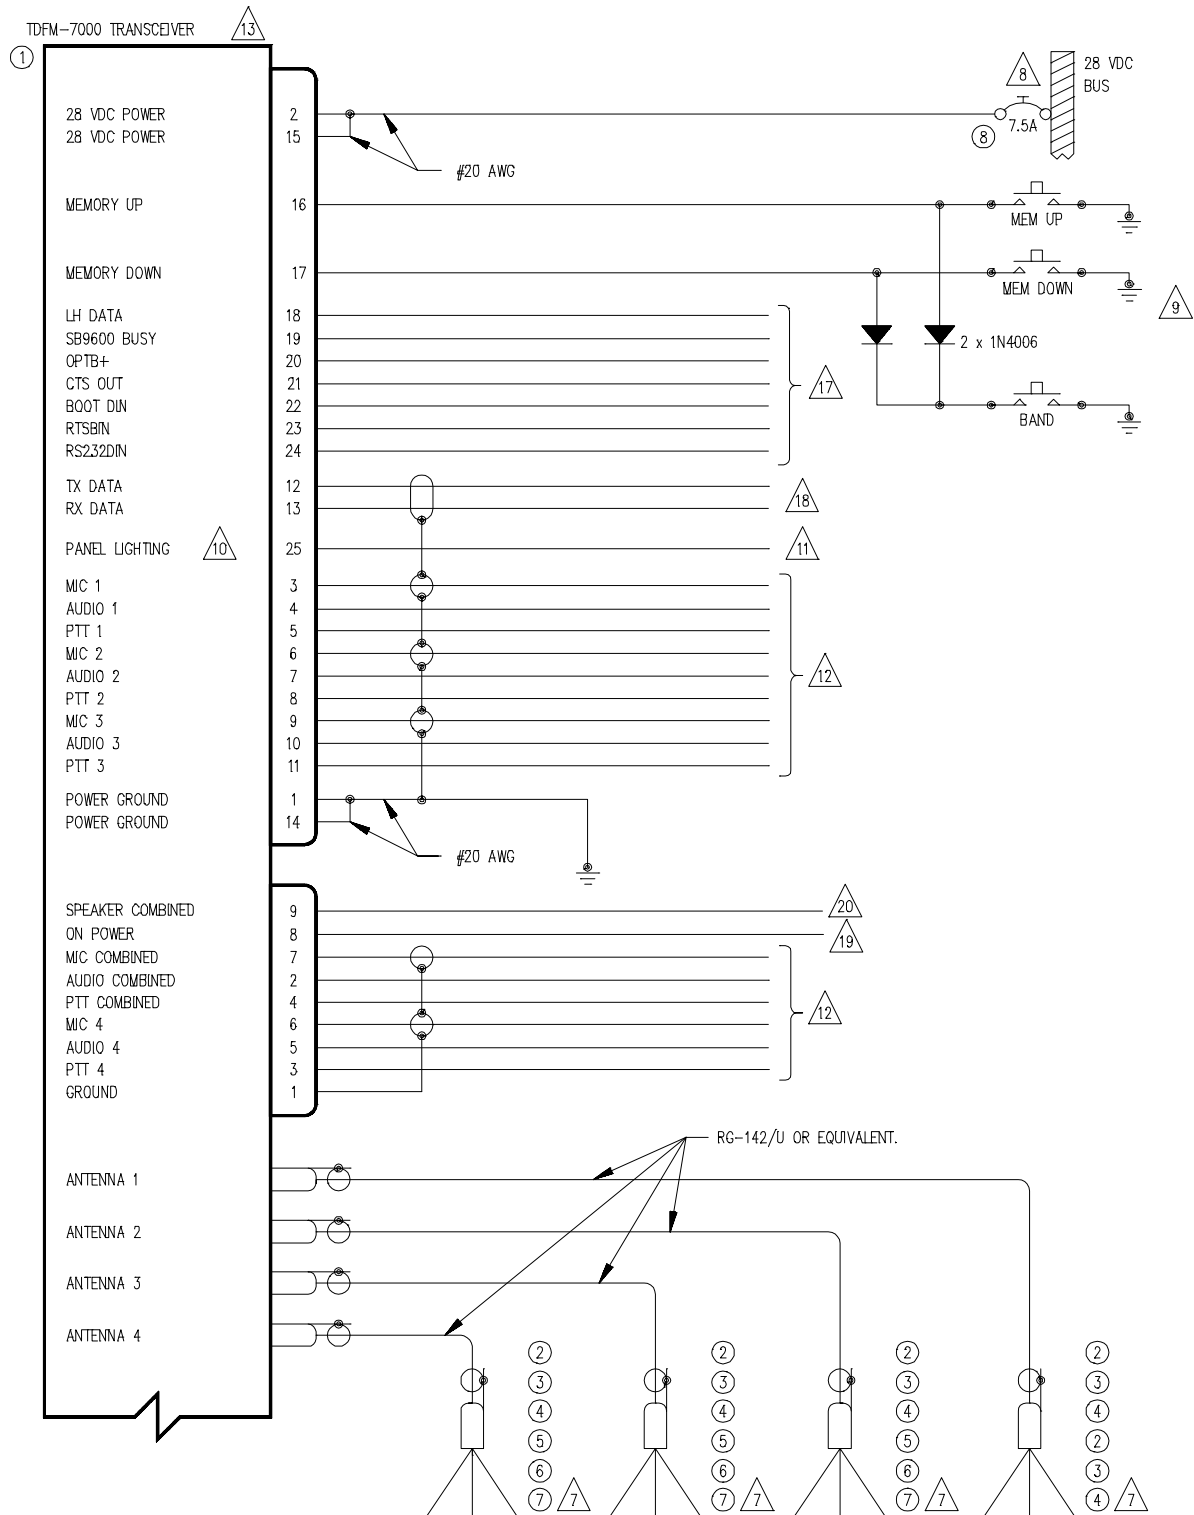 TDFM-7000 TRANSCEIVER 13
1
28 VDC POWER 2
28 VDC POWER 15
#20 AWG
8
7.5A
8
28 VDC
BUS
MEMORY UP 16
MEM UP
MEMORY DOWN 17
MEM DOWN
9
2 x 1N4006
BAND
LH DATA 18
SB9600 BUSY 19
OPTB+ 20
CTS OUT 21
BOOT DIN 22
RTSBIN 23
RS232DIN 24
17
TX DATA 12
RX DATA 13
18
PANEL LIGHTING 10 25
11
MIC 1 3
AUDIO 1 4
PTT 1 5
MIC 2 6
AUDIO 2 7
PTT 2 8
MIC 3 9
AUDIO 3 10
PTT 3 11
12
POWER GROUND 1
POWER GROUND 14
#20 AWG
SPEAKER COMBINED 9
20
ON POWER 8
19
MIC COMBINED 7
AUDIO COMBINED 2
PTT COMBINED 4
MIC 4 6
AUDIO 4 5
PTT 4 3
GROUND 1
12
RG-142/U OR EQUIVALENT.
ANTENNA 1
ANTENNA 2
ANTENNA 3
ANTENNA 4
2 2 2 2
3 3 3 3
4 4 4 4
5 5 5 2
6 6 6 3
7 7 7 7 7 7 4 7